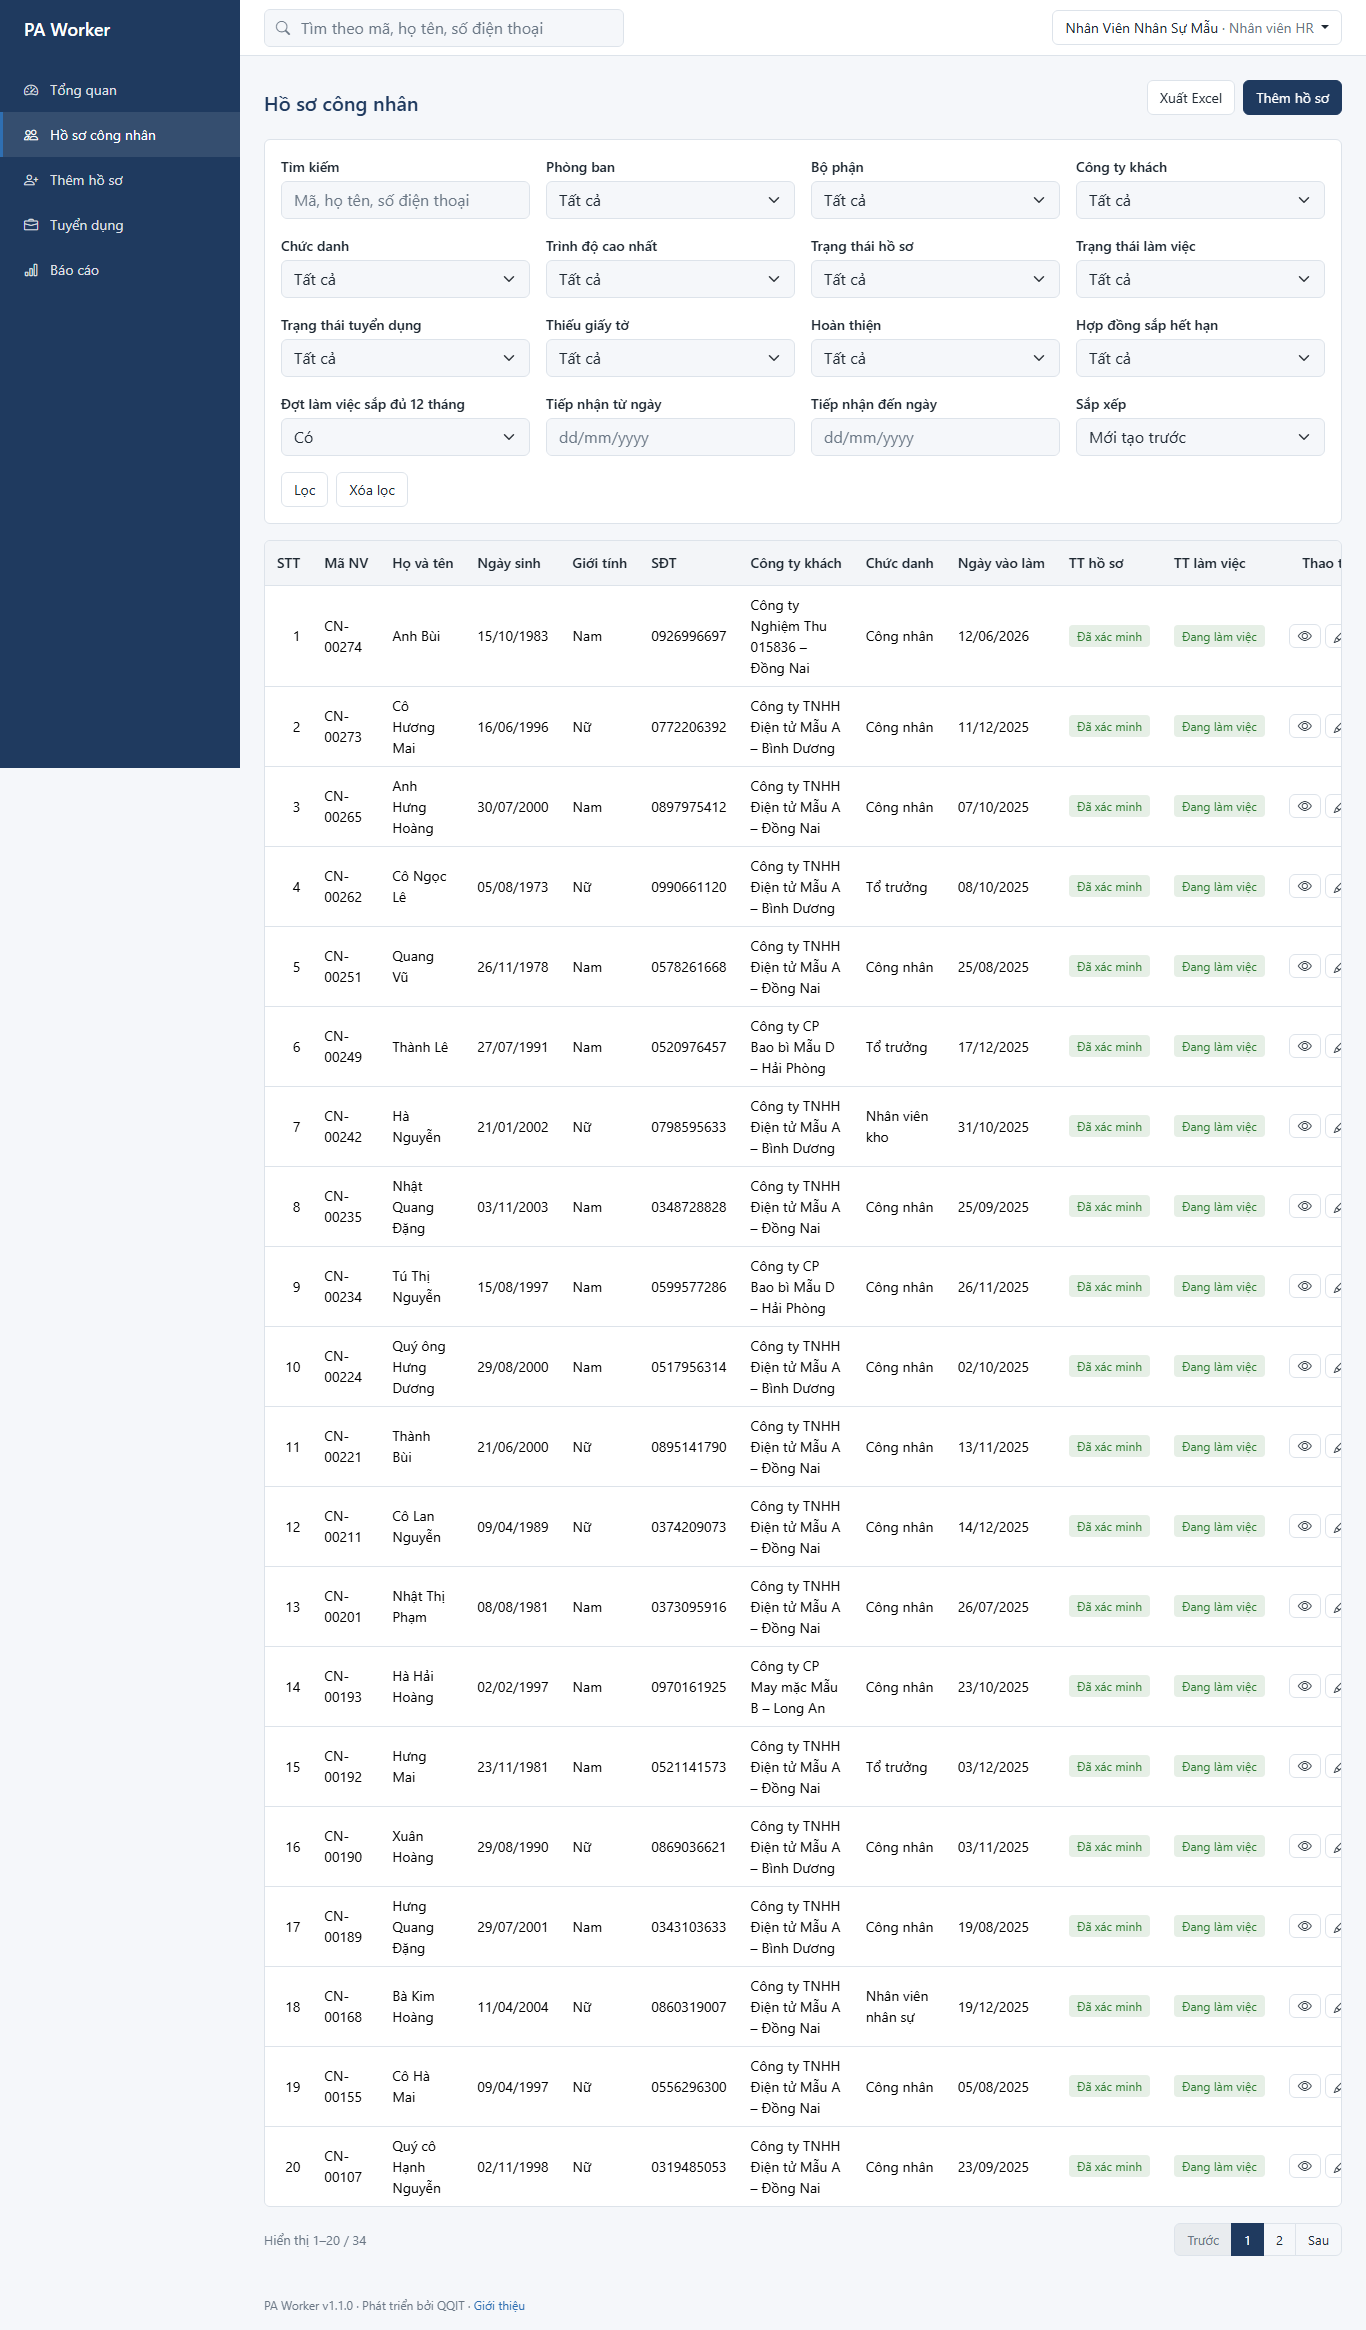 PA Worker
Tìm theo mã, họ tên, số điện thoại
Nhân Viên Nhân Sự Mẫu · Nhân viên HR
Tổng quan
Hồ sơ công nhân
Thêm hồ sơ
Tuyển dụng
Báo cáo
Hồ sơ công nhân
Xuất Excel
Thêm hồ sơ
Tìm kiếm Phòng ban Bộ phận Công ty khách
Mã, họ tên, số điện thoại Tất cả Tất cả Tất cả
Chức danh Trình độ cao nhất Trạng thái hồ sơ Trạng thái làm việc
Tất cả Tất cả Tất cả Tất cả
Trạng thái tuyển dụng Thiếu giấy tờ Hoàn thiện Hợp đồng sắp hết hạn
Tất cả Tất cả Tất cả Tất cả
Đợt làm việc sắp đủ 12 tháng Tiếp nhận từ ngày Tiếp nhận đến ngày Sắp xếp
Có dd/mm/yyyy dd/mm/yyyy Mới tạo trước
Lọc Xóa lọc
STT Mã NV Họ và tên Ngày sinh Giới tính SĐT Công ty khách Chức danh Ngày vào làm TT hồ sơ TT làm việc Thao
1 CN-00274 Anh Bùi 15/10/1983 Nam 0926996697 Công ty Nghiệm Thu 015836 – Đồng Nai Công nhân 12/06/2026 Đã xác minh Đang làm việc
2 CN-00273 Cô Hương Mai 16/06/1996 Nữ 0772206392 Công ty TNHH Điện tử Mẫu A – Bình Dương Công nhân 11/12/2025 Đã xác minh Đang làm việc
3 CN-00265 Anh Hưng Hoàng 30/07/2000 Nam 0897975412 Công ty TNHH Điện tử Mẫu A – Đồng Nai Công nhân 07/10/2025 Đã xác minh Đang làm việc
4 CN-00262 Cô Ngọc Lê 05/08/1973 Nữ 0990661120 Công ty TNHH Điện tử Mẫu A – Bình Dương Tổ trưởng 08/10/2025 Đã xác minh Đang làm việc
5 CN-00251 Quang Vũ 26/11/1978 Nam 0578261668 Công ty TNHH Điện tử Mẫu A – Đồng Nai Công nhân 25/08/2025 Đã xác minh Đang làm việc
6 CN-00249 Thành Lê 27/07/1991 Nam 0520976457 Công ty CP Bao bì Mẫu D – Hải Phòng Tổ trưởng 17/12/2025 Đã xác minh Đang làm việc
7 CN-00242 Hà Nguyễn 21/01/2002 Nữ 0798595633 Công ty TNHH Điện tử Mẫu A – Bình Dương Nhân viên kho 31/10/2025 Đã xác minh Đang làm việc
8 CN-00235 Nhật Quang Đặng 03/11/2003 Nam 0348728828 Công ty TNHH Điện tử Mẫu A – Đồng Nai Công nhân 25/09/2025 Đã xác minh Đang làm việc
9 CN-00234 Tú Thị Nguyễn 15/08/1997 Nam 0599577286 Công ty CP Bao bì Mẫu D – Hải Phòng Công nhân 26/11/2025 Đã xác minh Đang làm việc
10 CN-00224 Quý ông Hưng Dương 29/08/2000 Nam 0517956314 Công ty TNHH Điện tử Mẫu A – Bình Dương Công nhân 02/10/2025 Đã xác minh Đang làm việc
11 CN-00221 Thành Bùi 21/06/2000 Nữ 0895141790 Công ty TNHH Điện tử Mẫu A – Đồng Nai Công nhân 13/11/2025 Đã xác minh Đang làm việc
12 CN-00211 Cô Lan Nguyễn 09/04/1989 Nữ 0374209073 Công ty TNHH Điện tử Mẫu A – Đồng Nai Công nhân 14/12/2025 Đã xác minh Đang làm việc
13 CN-00201 Nhật Thị Phạm 08/08/1981 Nam 0373095916 Công ty TNHH Điện tử Mẫu A – Đồng Nai Công nhân 26/07/2025 Đã xác minh Đang làm việc
14 CN-00193 Hà Hải Hoàng 02/02/1997 Nam 0970161925 Công ty CP May mặc Mẫu B – Long An Công nhân 23/10/2025 Đã xác minh Đang làm việc
15 CN-00192 Hưng Mai 23/11/1981 Nam 0521141573 Công ty TNHH Điện tử Mẫu A – Đồng Nai Tổ trưởng 03/12/2025 Đã xác minh Đang làm việc
16 CN-00190 Xuân Hoàng 29/08/1990 Nữ 0869036621 Công ty TNHH Điện tử Mẫu A – Bình Dương Công nhân 03/11/2025 Đã xác minh Đang làm việc
17 CN-00189 Hưng Quang Đặng 29/07/2001 Nam 0343103633 Công ty TNHH Điện tử Mẫu A – Bình Dương Công nhân 19/08/2025 Đã xác minh Đang làm việc
18 CN-00168 Bà Kim Hoàng 11/04/2004 Nữ 0860319007 Công ty TNHH Điện tử Mẫu A – Đồng Nai Nhân viên nhân sự 19/12/2025 Đã xác minh Đang làm việc
19 CN-00155 Cô Hà Mai 09/04/1997 Nữ 0556296300 Công ty TNHH Điện tử Mẫu A – Đồng Nai Công nhân 05/08/2025 Đã xác minh Đang làm việc
20 CN-00107 Quý cô Hạnh Nguyễn 02/11/1998 Nữ 0319485053 Công ty TNHH Điện tử Mẫu A – Đồng Nai Công nhân 23/09/2025 Đã xác minh Đang làm việc
Hiển thị 1–20 / 34
Trước 1 2 Sau
PA Worker v1.1.0 · Phát triển bởi QQIT · Giới thiệu